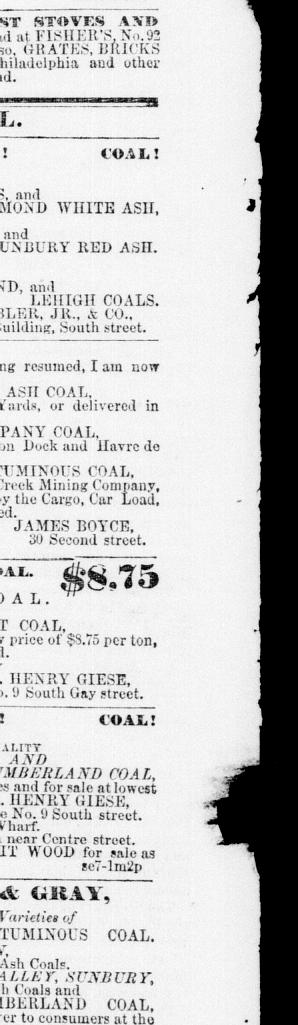 ST STOVES AND
d at FISHER'S, No. 92
so, GRATES, BRICKS
hiladelphia and other
d.
L.
! COAL!
S, and
MOND WHITE ASH,
and
UNBURY RED ASH.
ND, and
LEHIGH COALS.
BLER, JR., & CO.,
uilding, South street.
ng resumed, I am now
ASH COAL,
Yards, or delivered in
PANY COAL,
on Dock and Havre de
TUMINOUS COAL,
Creek Mining Company,
y the Cargo, Car Load,
ed.
JAMES BOYCE,
30 Second street.
OAL. $8.75
OAL.
T COAL,
y price of $8.75 per ton,
l.
. HENRY GIESE,
o. 9 South Gay street.
! COAL!
ALITY
AND
UMBERLAND COAL,
es and for sale at lowest
. HENRY GIESE,
e No. 9 South street.
Wharf.
near Centre street.
IT WOOD for sale as
se7-1m2p
& GRAY,
Varieties of
TUMINOUS COAL.
Y,
Ash Coals.
ALLEY, SUNBURY,
h Coals and
MBERLAND COAL,
er to consumers at the